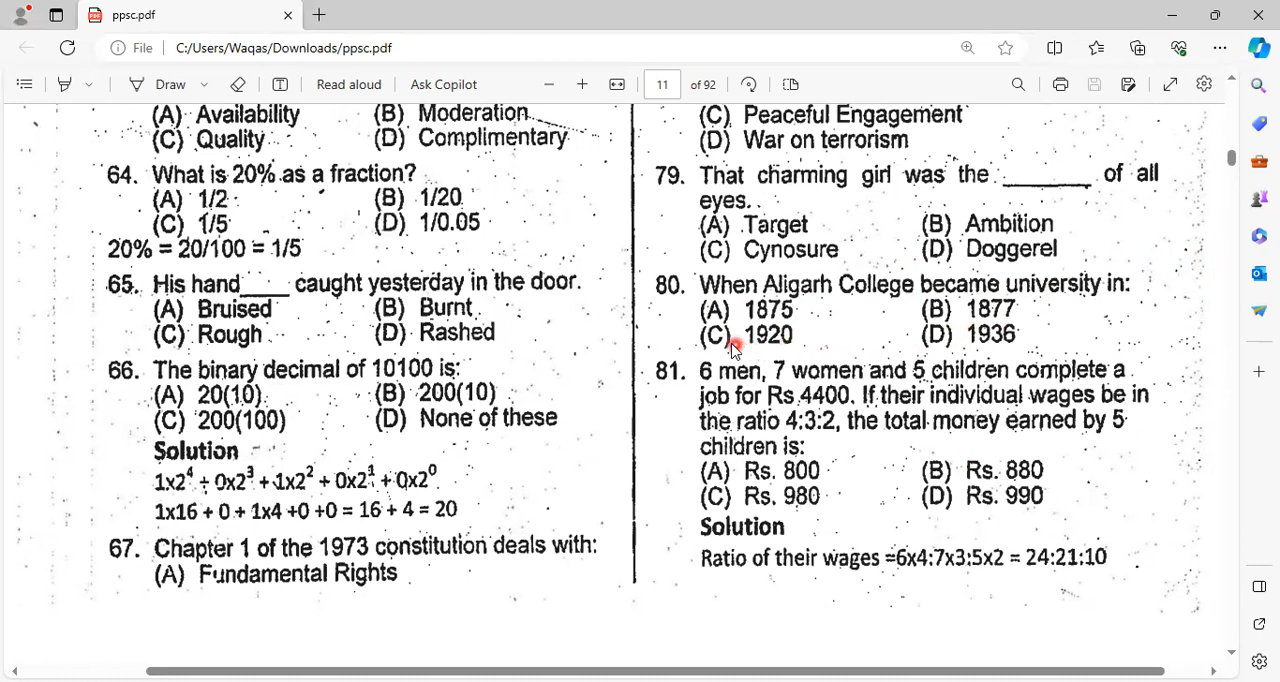 ppsc.pdf
File C:/Users/Waqas/Downloads/ppsc.pdf
Draw Read aloud Ask Copilot 11 of 92
(A) Availability (B) Moderation
(C) Quality (D) Complimentary
64. What is 20% as a fraction?
(A) 1/2 (B) 1/20
(C) 1/5 (D) 1/0.05
20% = 20/100 = 1/5
65. His hand____ caught yesterday in the door.
(A) Bruised (B) Burnt
(C) Rough (D) Rashed
66. The binary decimal of 10100 is:
(A) 20(10) (B) 200(10)
(C) 200(100) (D) None of these
Solution
1x2⁴ + 0x2³ + 1x2² + 0x2¹ + 0x2⁰
1x16 + 0 + 1x4 +0 +0 = 16 + 4 = 20
67. Chapter 1 of the 1973 constitution deals with:
(A) Fundamental Rights
(C) Peaceful Engagement
(D) War on terrorism
79. That charming girl was the ________ of all
eyes.
(A) Target (B) Ambition
(C) Cynosure (D) Doggerel
80. When Aligarh College became university in:
(A) 1875 (B) 1877
(C) 1920 (D) 1936
81. 6 men, 7 women and 5 children complete a
job for Rs.4400. If their individual wages be in
the ratio 4:3:2, the total money earned by 5
children is:
(A) Rs. 800 (B) Rs. 880
(C) Rs. 980 (D) Rs. 990
Solution
Ratio of their wages =6x4:7x3:5x2 = 24:21:10